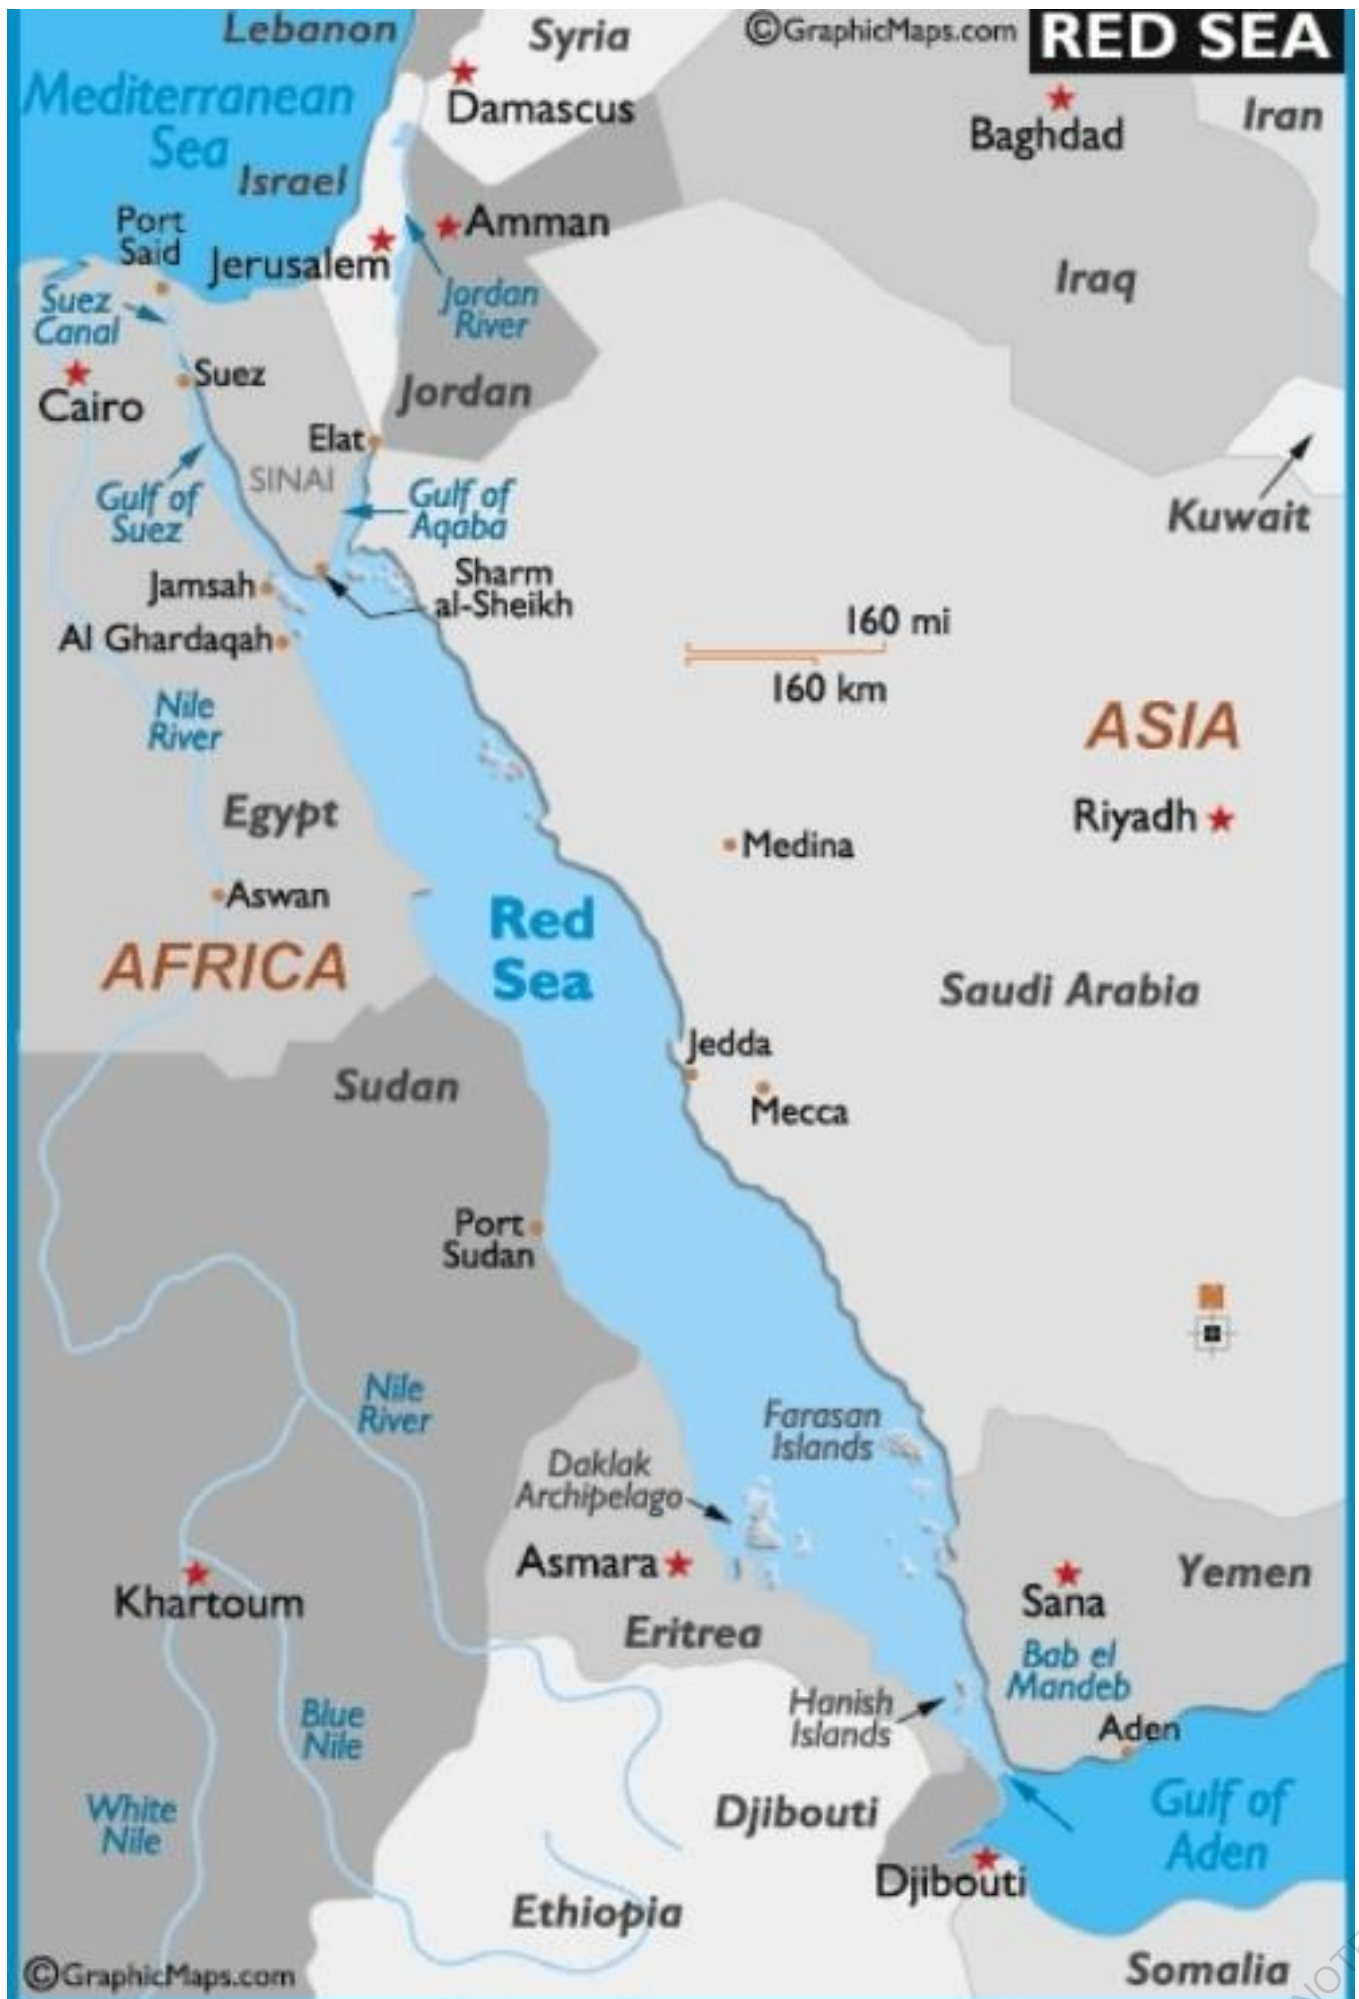 Lebanon
Syria
©GraphicMaps.com
RED SEA
Mediterranean
Sea
Damascus
Baghdad
Iran
Israel
Port
Said
Jerusalem
Amman
Iraq
Suez
Canal
Jordan
River
Cairo
Suez
Jordan
Elat
SINAI
Gulf of
Suez
Gulf of
Aqaba
Kuwait
Jamsah
Sharm
al-Sheikh
Al Ghardaqah
160 mi
160 km
Nile
River
ASIA
Egypt
Riyadh
Medina
Aswan
Red
Sea
AFRICA
Saudi Arabia
Jedda
Sudan
Mecca
Port
Sudan
N
Nile
River
Farasan
Islands
Daklak
Archipelago
Asmara
Khartoum
Sana
Yemen
Eritrea
Bab el
Mandeb
Hanish
Islands
Aden
Blue
Nile
White
Nile
Djibouti
Gulf of
Aden
Djibouti
Ethiopia
©GraphicMaps.com
Somalia